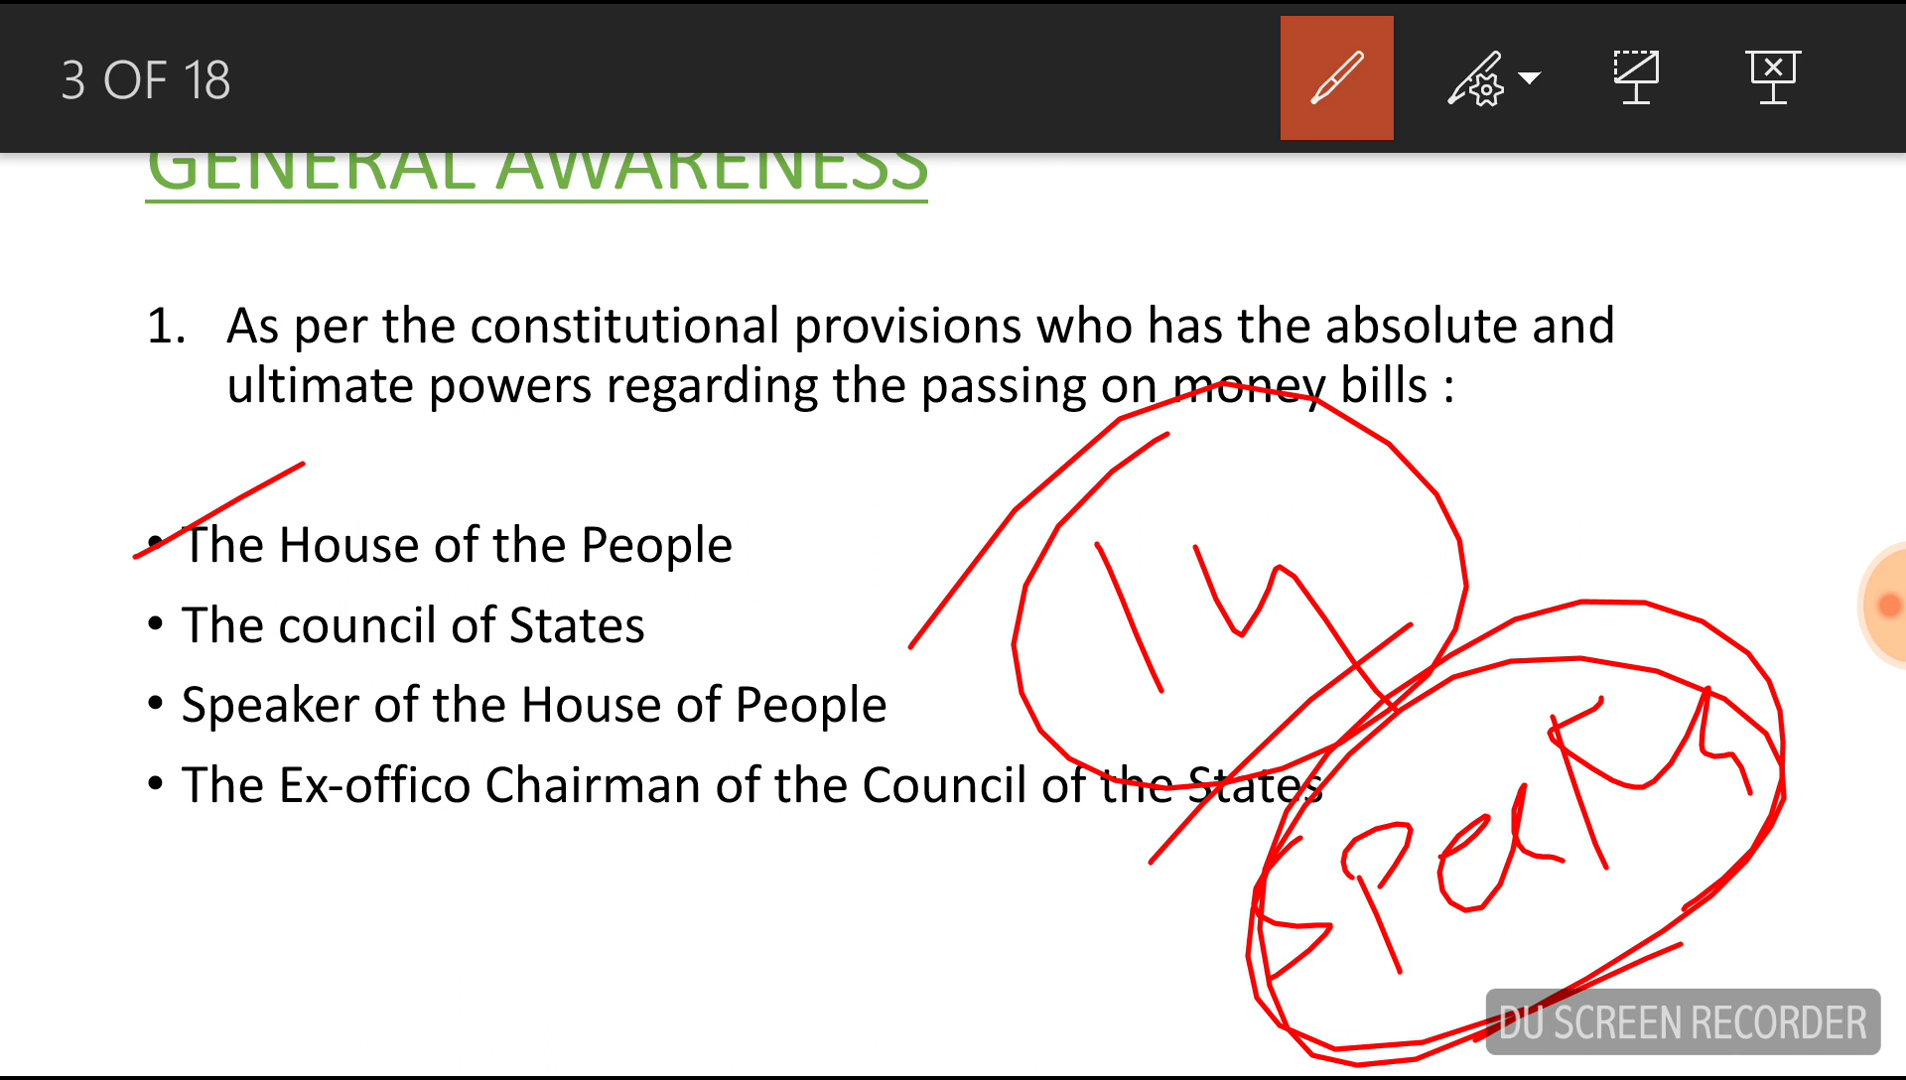 3 OF 18
GENERAL AWARENESS
1. As per the constitutional provisions who has the absolute and
ultimate powers regarding the passing on money bills :
• The House of the People
• The council of States
• Speaker of the House of People
• The Ex-offico Chairman of the Council of the States
14
DU SCREEN RECORDER